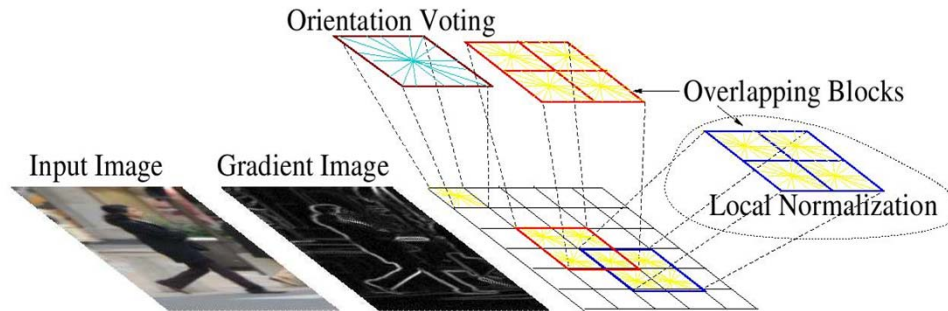 Orientation Voting
Overlapping Blocks
Input Image
Gradient Image
Local Normalization